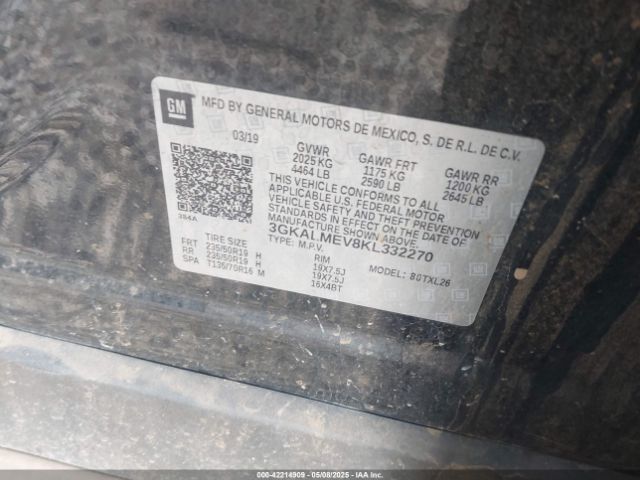 GM
MFD BY GENERAL MOTORS DE MEXICO, S. DE R.L. DE C.V.
03/19 GVWR GAWR FRT GAWR RR
2025 KG 1175 KG 1200 KG
4464 LB 2590 LB 2645 LB
THIS VEHICLE CONFORMS TO ALL
APPLICABLE U.S. FEDERAL MOTOR
VEHICLE SAFETY AND THEFT PREVENTION
STANDARDS IN EFFECT ON THE DATE OF
MANUFACTURE SHOWN ABOVE.
384A
3GKALMEV8KL332270
TYPE: M.P.V. MODEL: 80TXL26
TIRE SIZE RIM
FRT 235/50R19 H 19X7.5J
RR 235/50R19 H 19X7.5J
SPA T135/70R16 M 16X4BT
000-42214909 - 05/08/2025 - IAAI.COM